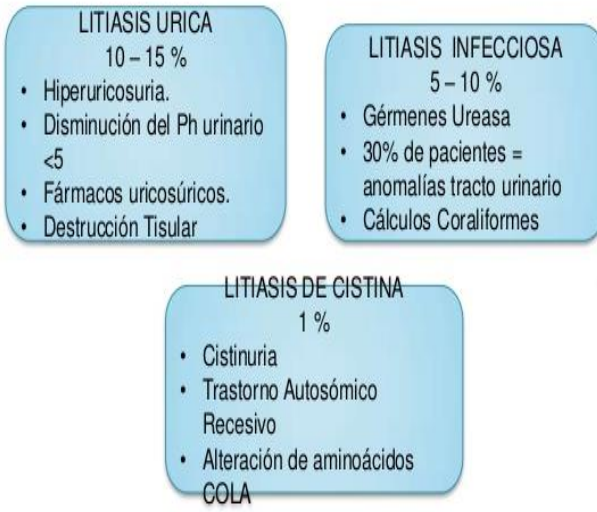 LITIASIS URICA
10 – 15 %
• Hiperuricosuria.
• Disminución del Ph urinario
<5
• Fármacos uricosúricos.
• Destrucción Tisular
LITIASIS INFECCIOSA
5 – 10 %
• Gérmenes Ureasa
• 30% de pacientes =
anomalías tracto urinario
• Cálculos Coraliformes
LITIASIS DE CISTINA
1 %
• Cistinuria
• Trastorno Autosómico
Recesivo
• Alteración de aminoácidos
COLA